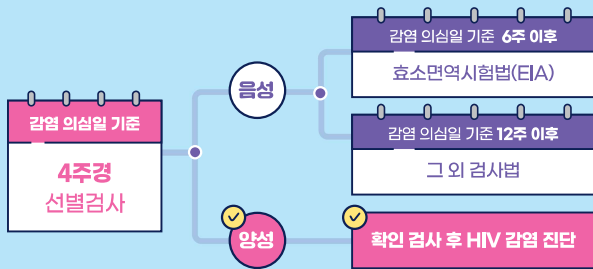 감염 의심일 기준
4주경
선별검사
음성
감염 의심일 기준 6주 이후
효소면역시험법(EIA)
감염 의심일 기준 12주 이후
그 외 검사법
양성
확인 검사 후 HIV 감염 진단